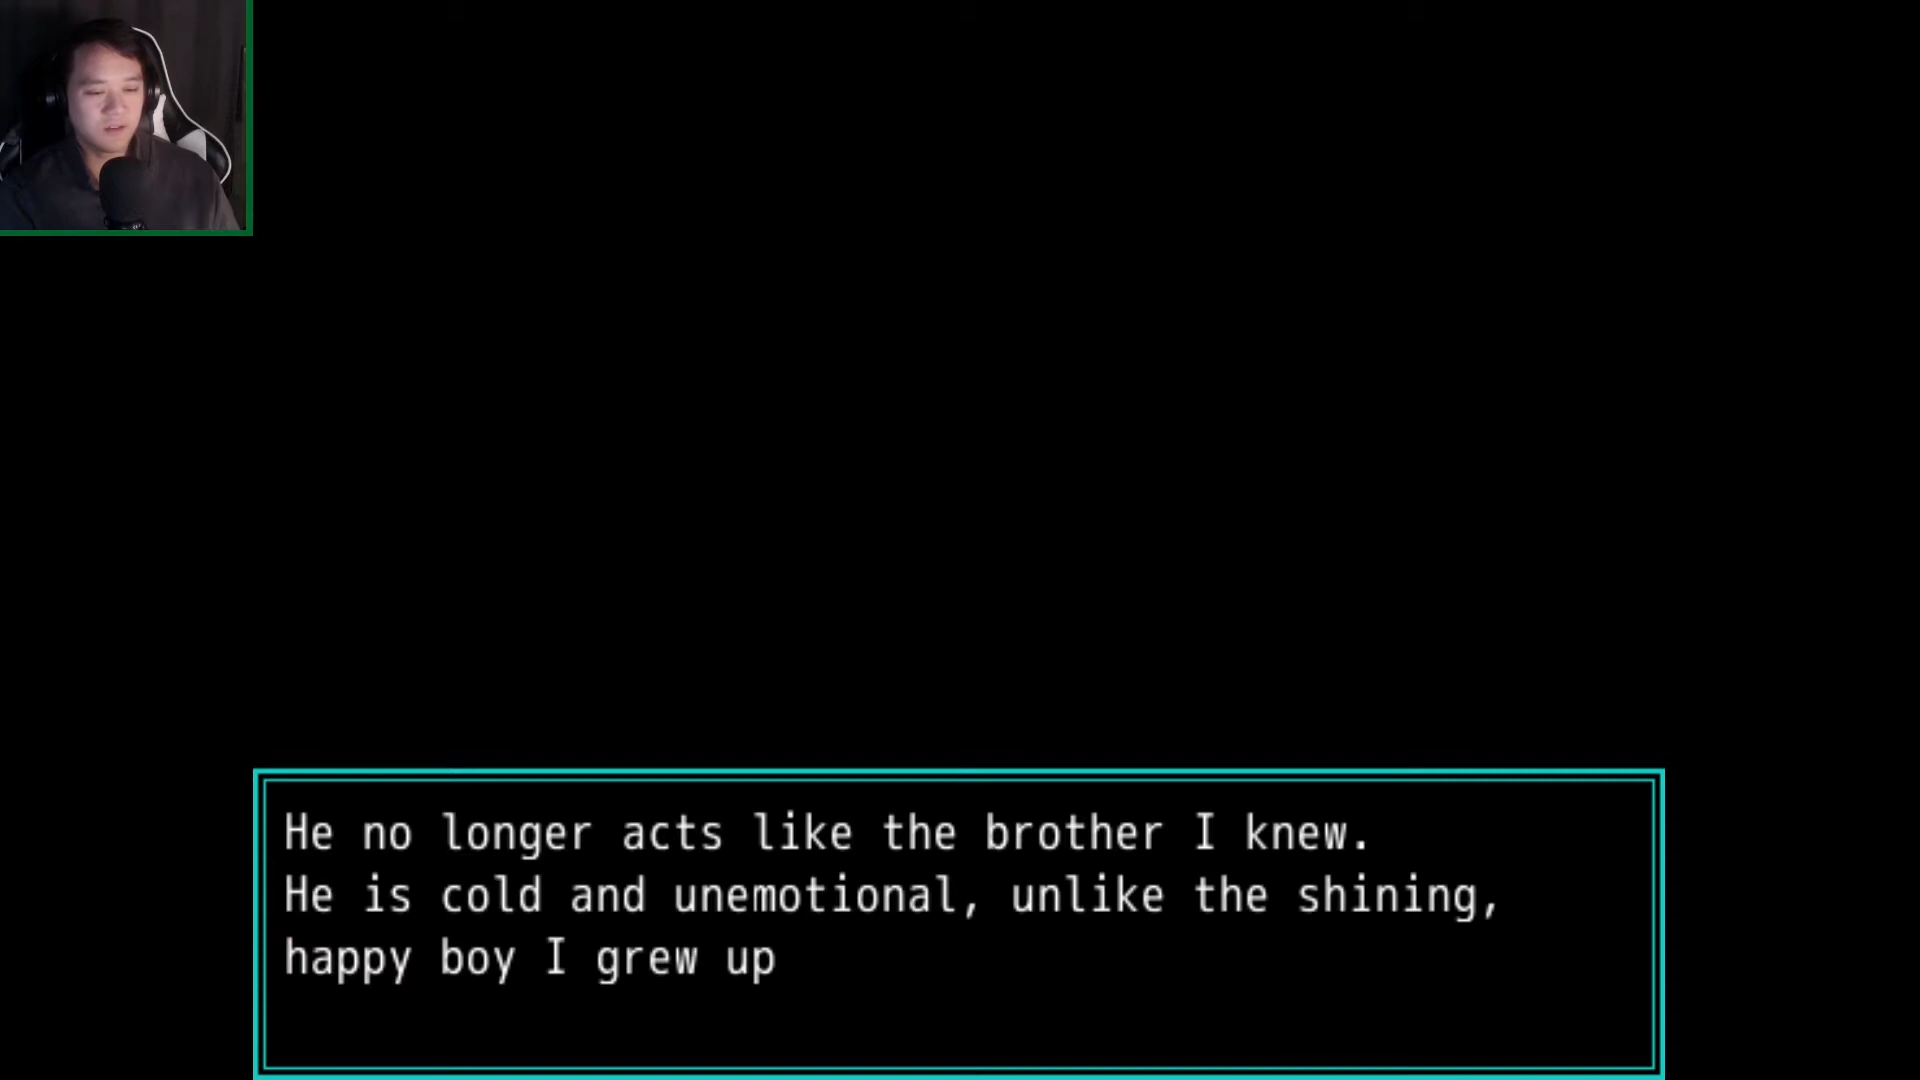 He no longer acts like the brother I knew.
He is cold and unemotional, unlike the shining,
happy boy I grew up